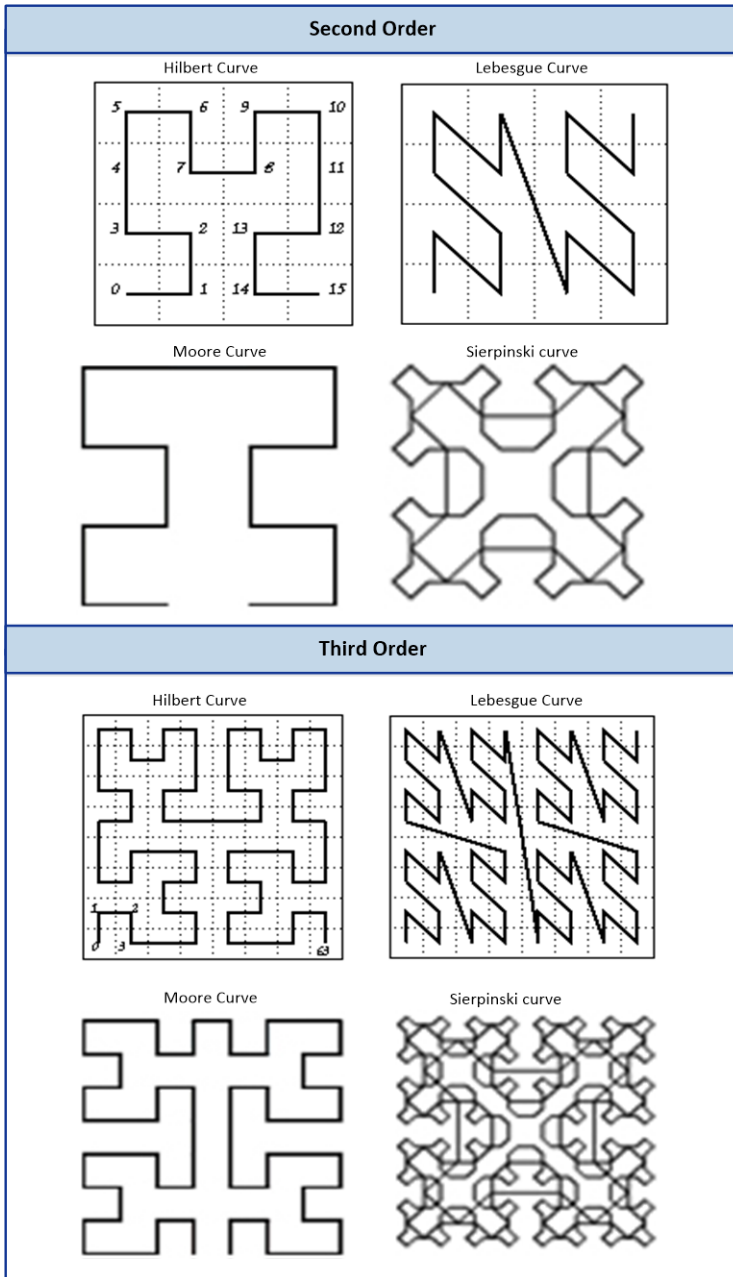 Second Order
Hilbert Curve Lebesgue Curve
5 6 9 10
4 7 8 11
3 2 13 12
0 1 14 15
Moore Curve Sierpinski curve
Third Order
Hilbert Curve Lebesgue Curve
1 2
0 3 63
Moore Curve Sierpinski curve